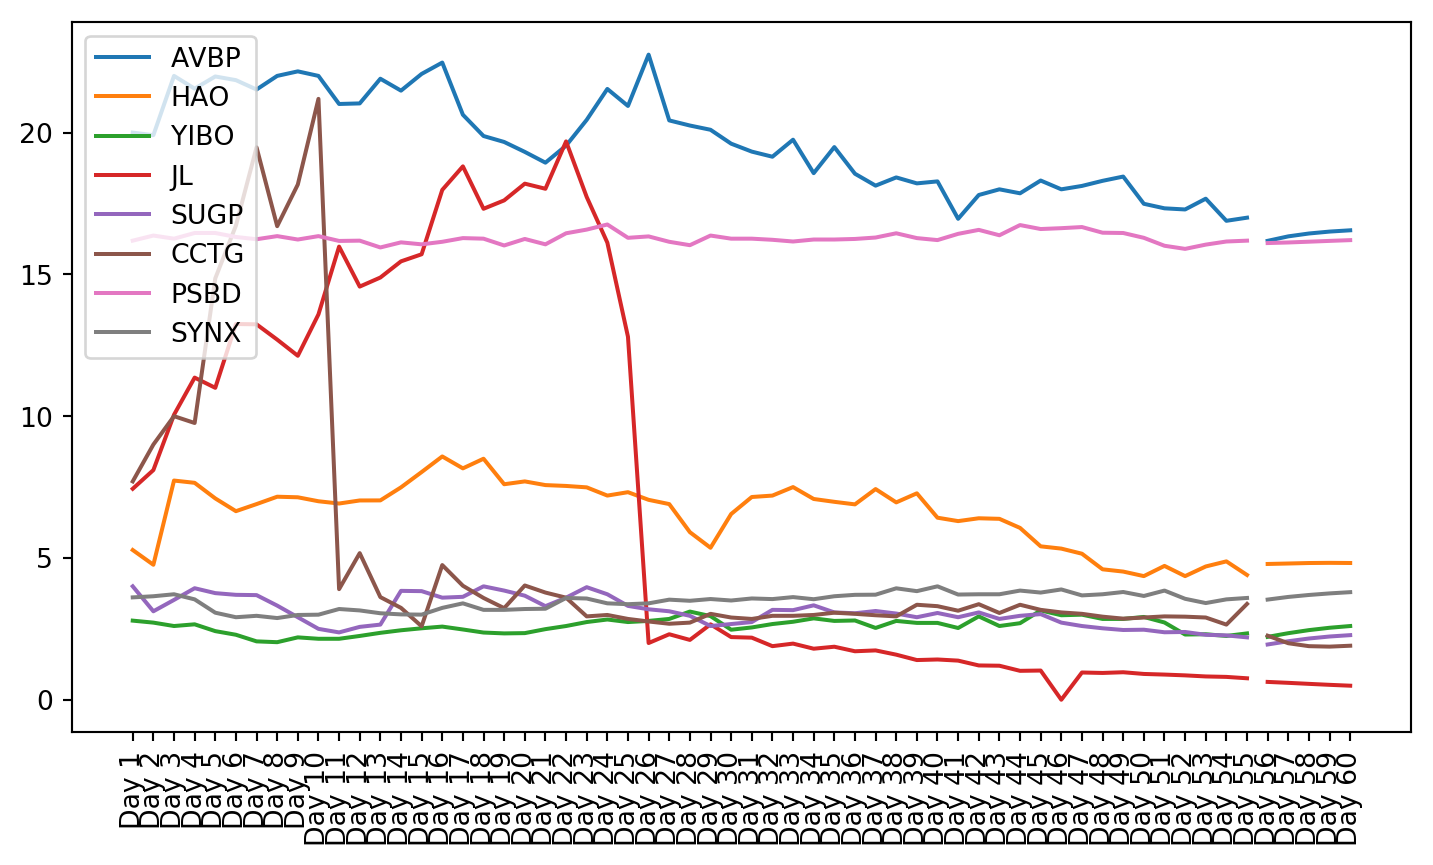 AVBP
HAO
YIBO
JL
SUGP
CCTG
PSBD
SYNX
20
15
10
5
0
Day 1
Day 2
Day 3
Day 4
Day 5
Day 6
Day 7
Day 8
Day 9
Day 10
Day 11
Day 12
Day 13
Day 14
Day 15
Day 16
Day 17
Day 18
Day 19
Day 20
Day 21
Day 22
Day 23
Day 24
Day 25
Day 26
Day 27
Day 28
Day 29
Day 30
Day 31
Day 32
Day 33
Day 34
Day 35
Day 36
Day 37
Day 38
Day 39
Day 40
Day 41
Day 42
Day 43
Day 44
Day 45
Day 46
Day 47
Day 48
Day 49
Day 50
Day 51
Day 52
Day 53
Day 54
Day 55
Day 56
Day 57
Day 58
Day 59
Day 60